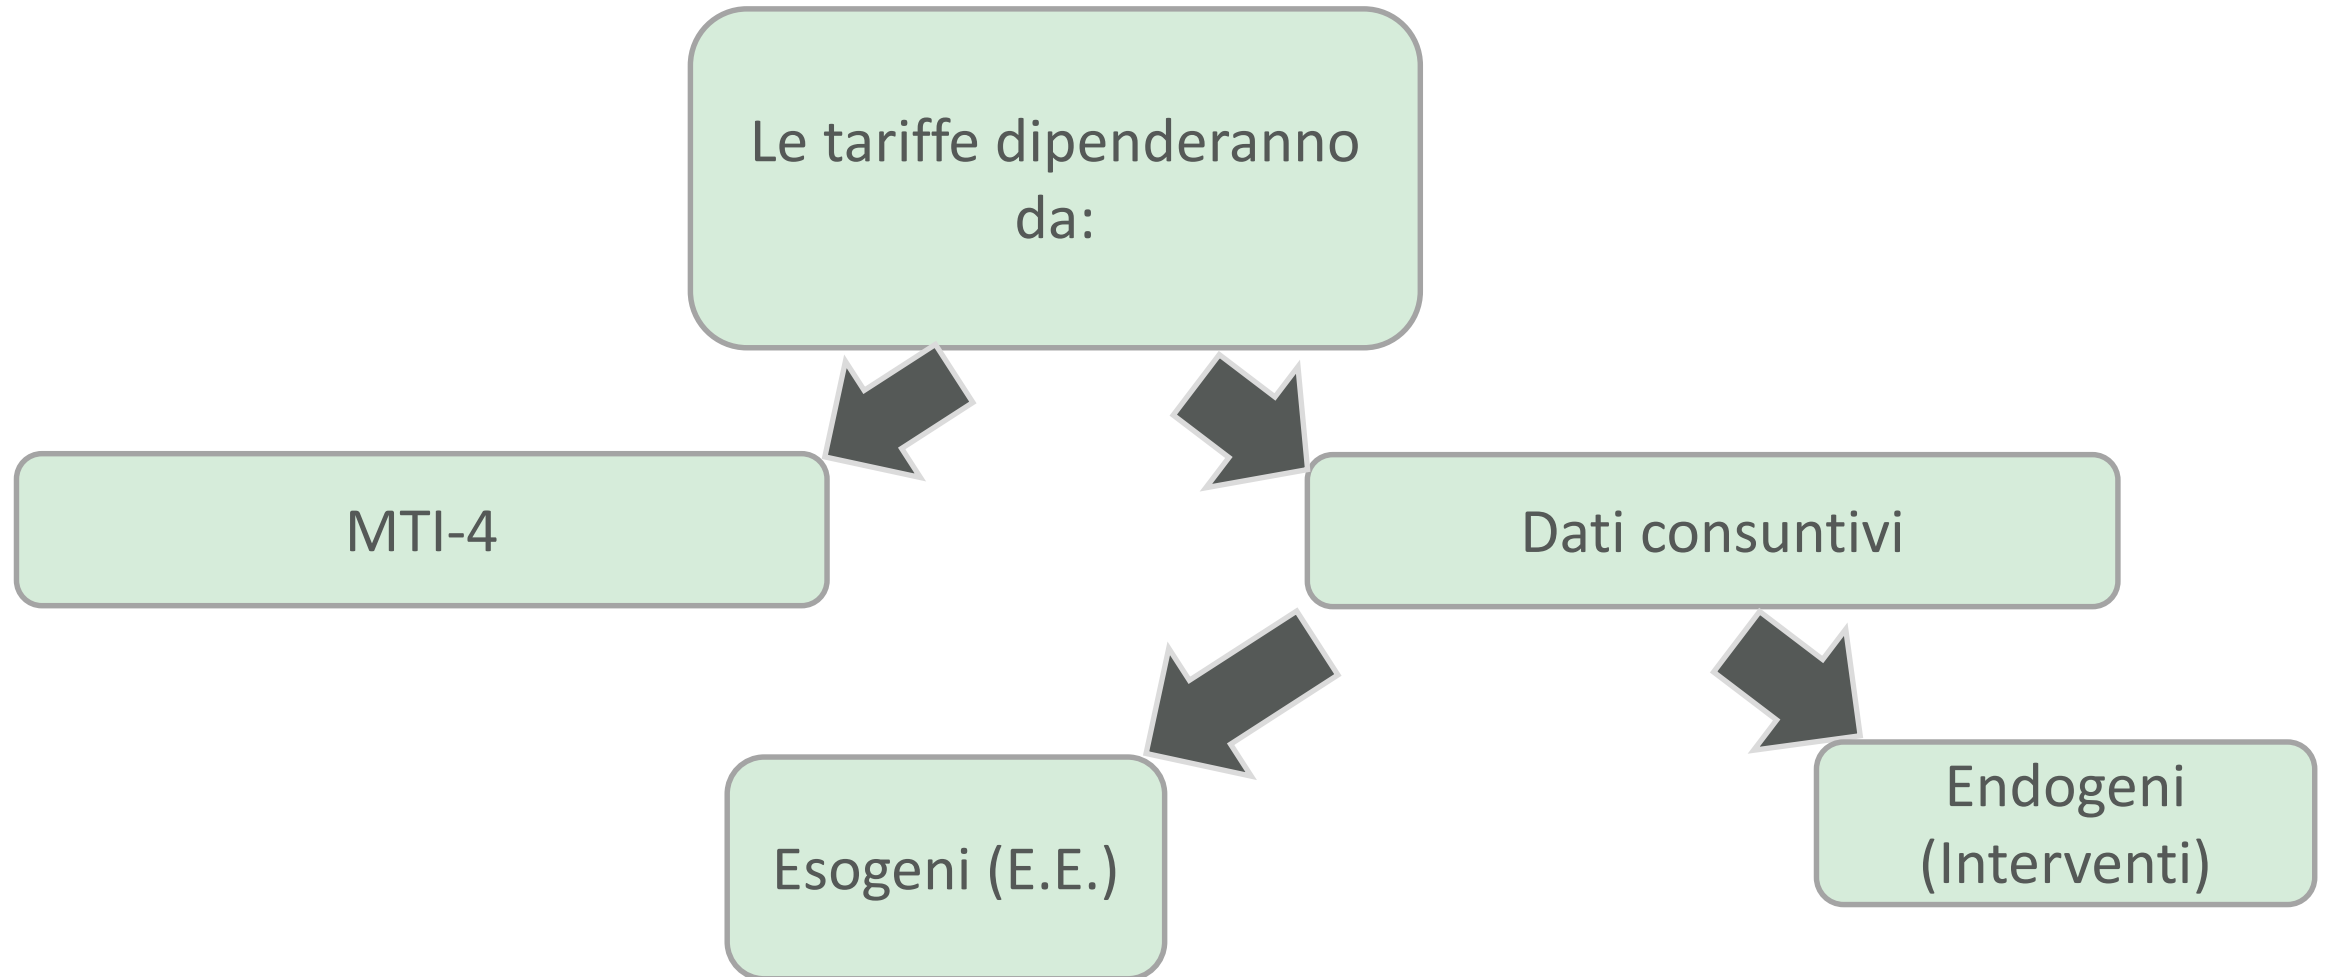 Le tariffe dipenderanno
da:
MTI-4
Dati consuntivi
Esogeni (E.E.)
Endogeni
(Interventi)